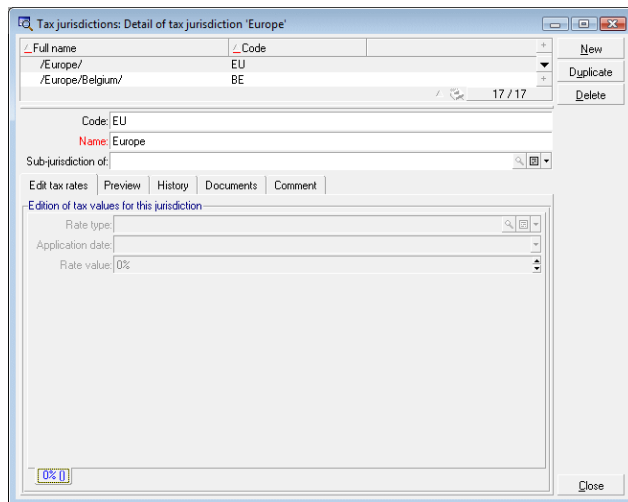 Tax jurisdictions: Detail of tax jurisdiction 'Europe'
Full name Code
/Europe/ EU
/Europe/Belgium/ BE
17 / 17
New
Duplicate
Delete
Code: EU
Name: Europe
Sub-jurisdiction of:
Edit tax rates Preview History Documents Comment
Edition of tax values for this jurisdiction
Rate type:
Application date:
Rate value: 0%
0% ()
Close